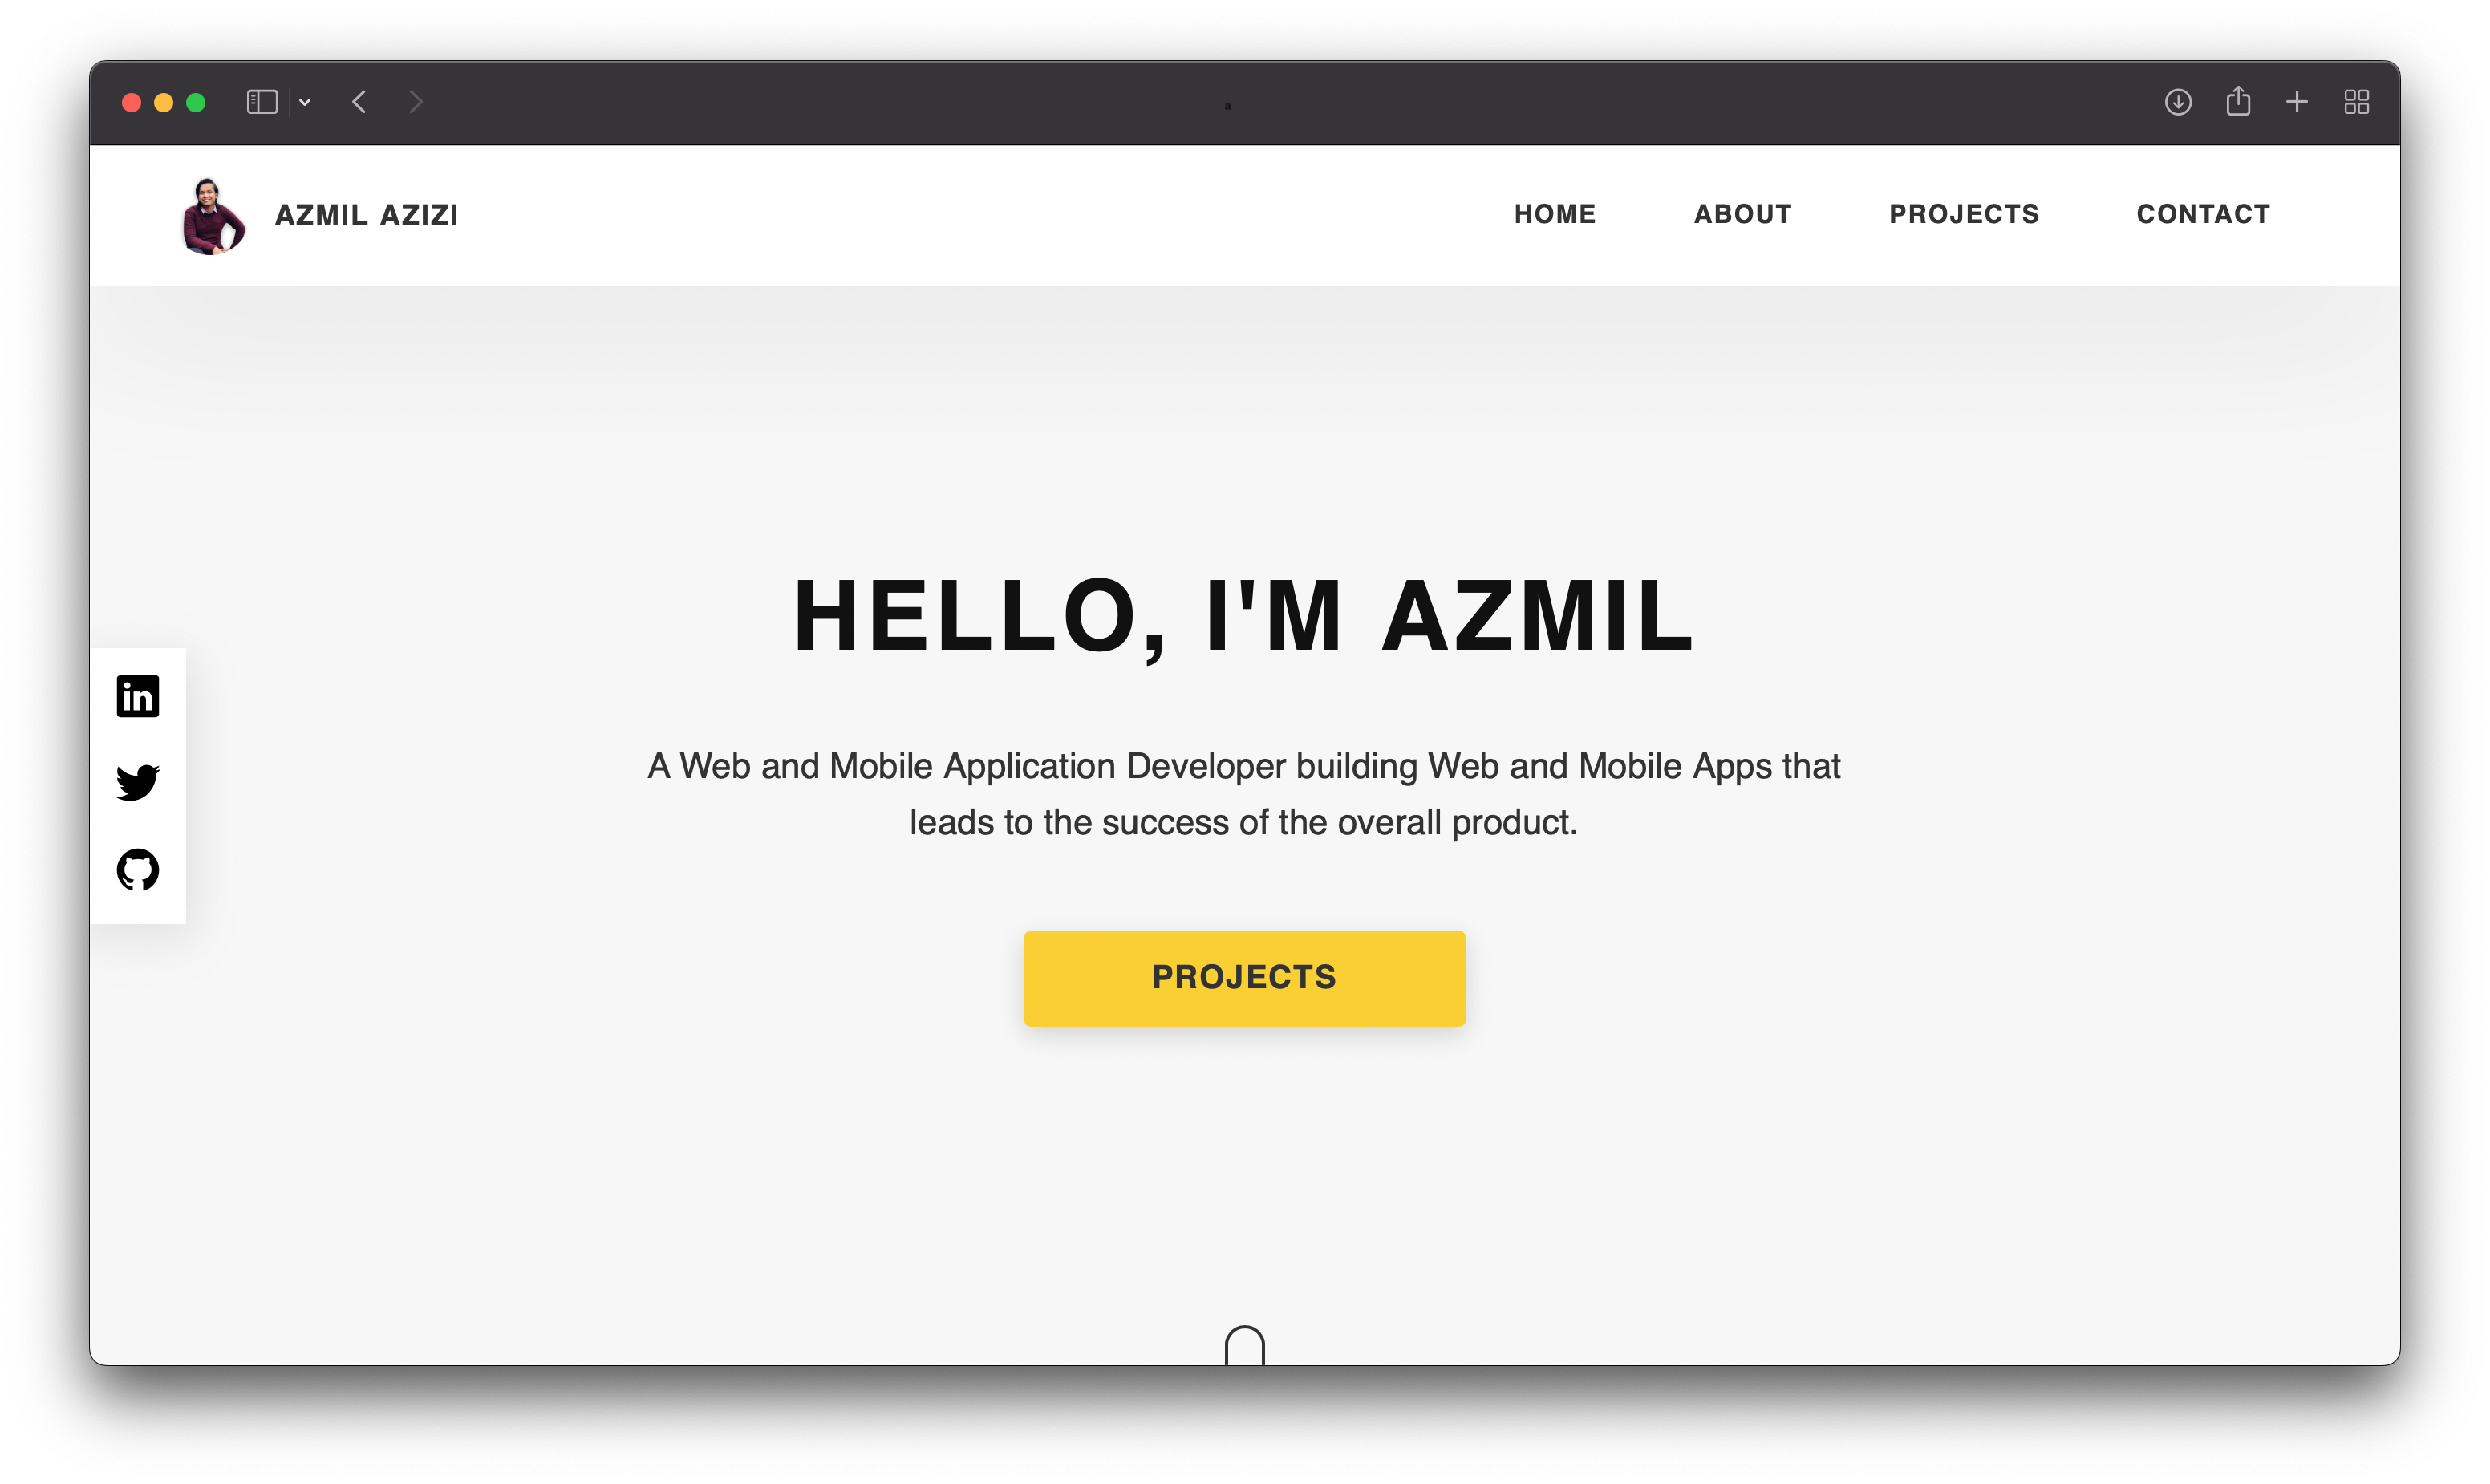 a
AZMIL AZIZI
HOME ABOUT PROJECTS CONTACT
HELLO, I'M AZMIL
in
A Web and Mobile Application Developer building Web and Mobile Apps that
leads to the success of the overall product.
PROJECTS